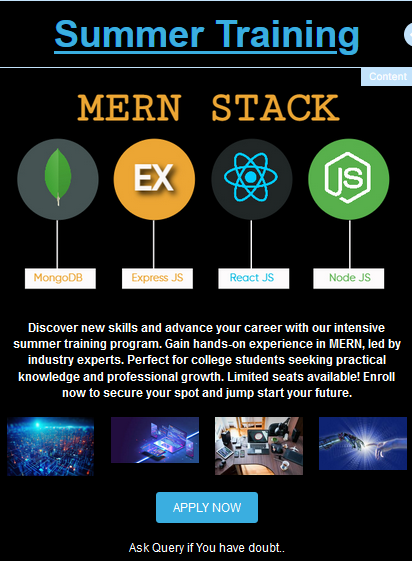 Summer Training
Content
MERN STACK
EX
JS
MongoDB
Express JS
React JS
Node JS
Discover new skills and advance your career with our intensive
summer training program. Gain hands-on experience in MERN, led by
industry experts. Perfect for college students seeking practical
knowledge and professional growth. Limited seats available! Enroll
now to secure your spot and jump start your future.
APPLY NOW
Ask Query if You have doubt..